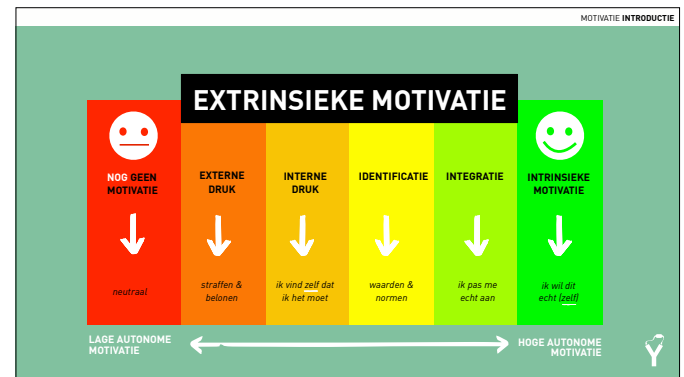 MOTIVATIE INTRODUCTIE
EXTRINSIEKE MOTIVATIE
NOG GEEN
MOTIVATIE
EXTERNE
DRUK
INTERNE
DRUK
IDENTIFICATIE
INTEGRATIE
INTRINSIEKE
MOTIVATIE
neutraal
straffen &
belonen
ik vind zelf dat
ik het moet
waarden &
normen
ik pas me
echt aan
ik wil dit
echt (zelf)
LAGE AUTONOME
MOTIVATIE
HOGE AUTONOME
MOTIVATIE